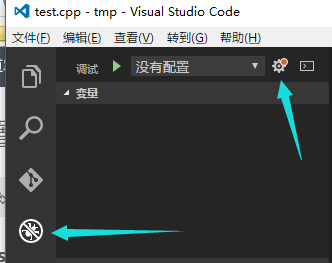 test.cpp - tmp - Visual Studio Code
文件(F) 编辑(E) 查看(V) 转到(G) 帮助(H)
调试 没有配置
变量